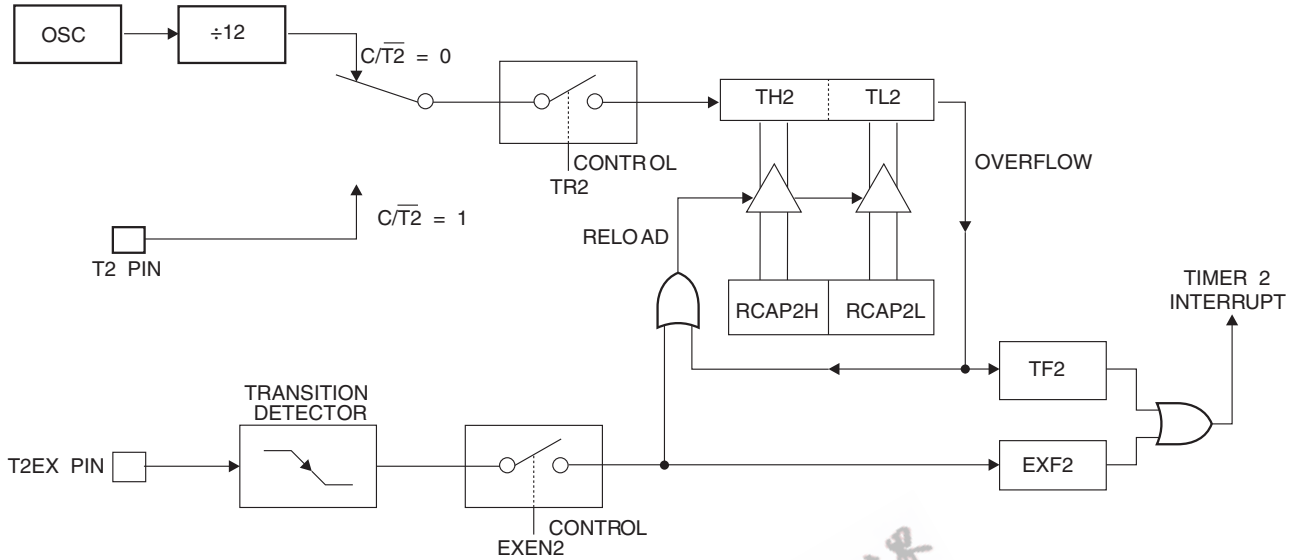 OSC
÷12
C/T2̅ = 0
TH2
TL2
CONTROL
TR2
OVERFLOW
C/T2̅ = 1
T2 PIN
RELOAD
RCAP2H
RCAP2L
TIMER 2
INTERRUPT
TF2
TRANSITION
DETECTOR
T2EX PIN
EXF2
CONTROL
EXEN2